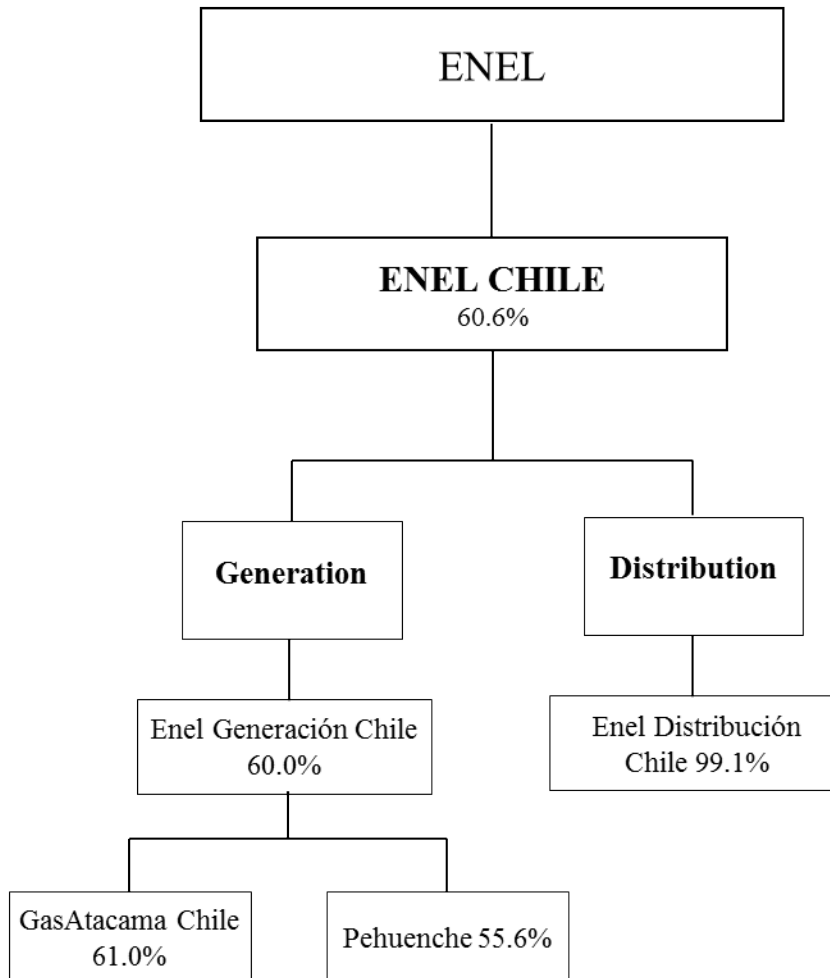 ENEL
ENEL CHILE
60.6%
Generation
Distribution
Enel Generación Chile
60.0%
Enel Distribución
Chile 99.1%
GasAtacama Chile
61.0%
Pehuenche 55.6%